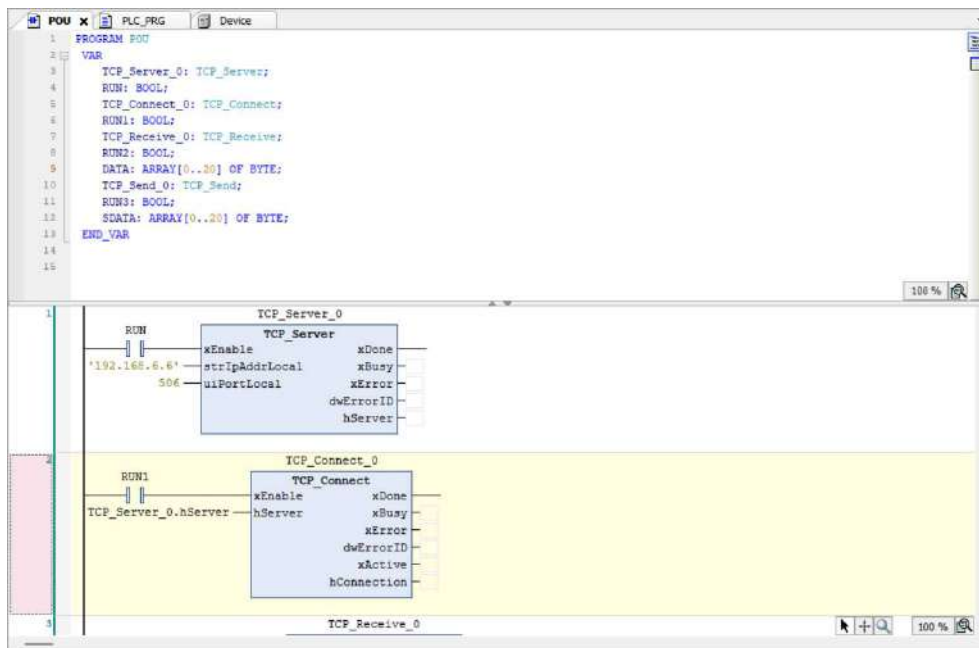 POU X PLC_PRG Device
1 PROGRAM POU
2 VAR
3 TCP_Server_0: TCP_Server;
4 RUN: BOOL;
5 TCP_Connect_0: TCP_Connect;
6 RUN1: BOOL;
7 TCP_Receive_0: TCP_Receive;
8 RUN2: BOOL;
9 DATA: ARRAY[0..20] OF BYTE;
10 TCP_Send_0: TCP_Send;
11 RUN3: BOOL;
12 SDATA: ARRAY[0..20] OF BYTE;
13 END_VAR
14
15
100 %
1 TCP_Server_0
RUN TCP_Server
xEnable xDone
'192.168.6.6' strIpAddrLocal xBusy
506 uiPortLocal xError
dwErrorID
hServer
2 TCP_Connect_0
RUN1 TCP_Connect
xEnable xDone
TCP_Server_0.hServer hServer xBusy
xError
dwErrorID
xActive
hConnection
3 TCP_Receive_0
100 %